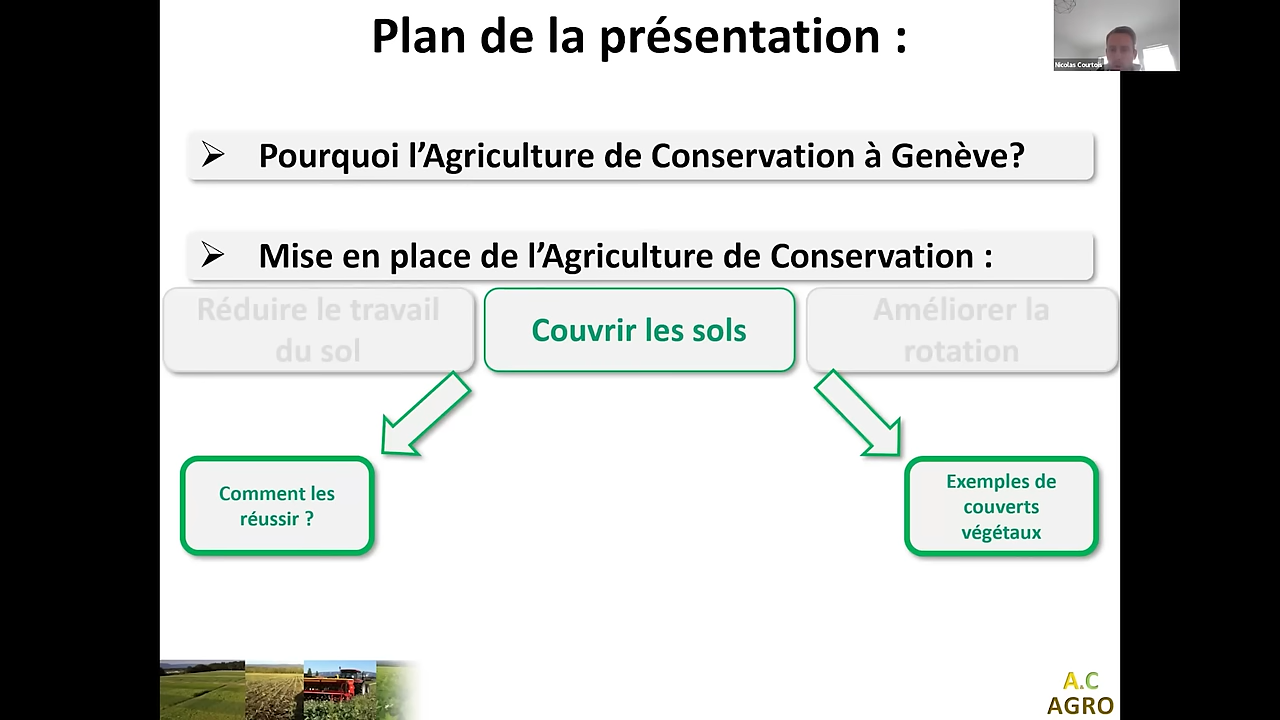 Plan de la présentation :
Nicolas Courtois
➢ Pourquoi l'Agriculture de Conservation à Genève?
➢ Mise en place de l'Agriculture de Conservation :
Réduire le travail
du sol
Couvrir les sols
Améliorer la
rotation
Comment les
réussir ?
Exemples de
couverts
végétaux
A.C
AGRO